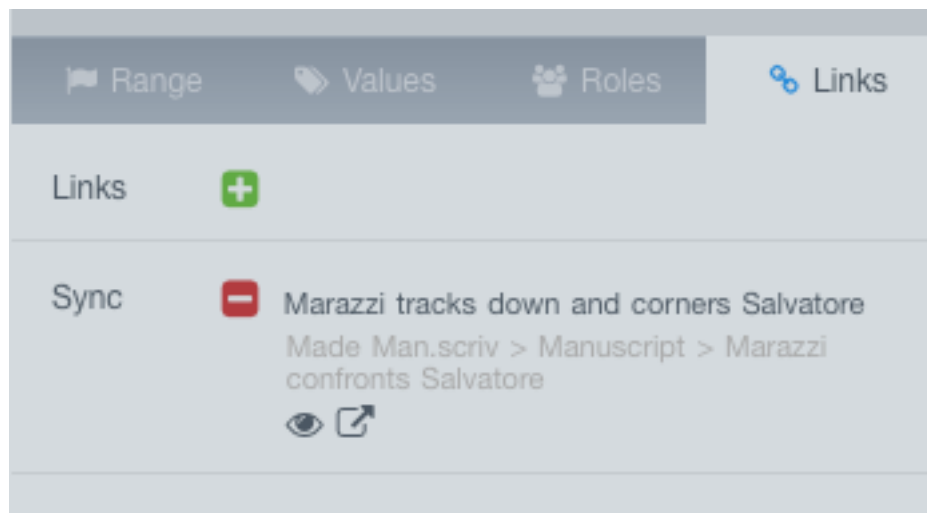 Range Values Roles Links
Links
Sync Marazzi tracks down and corners Salvatore
Made Man.scriv > Manuscript > Marazzi
confronts Salvatore